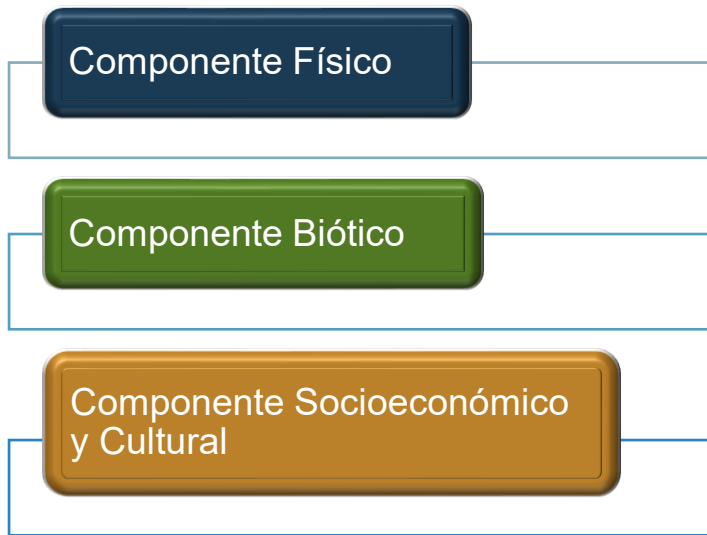 Componente Físico
Componente Biótico
Componente Socioeconómico
y Cultural